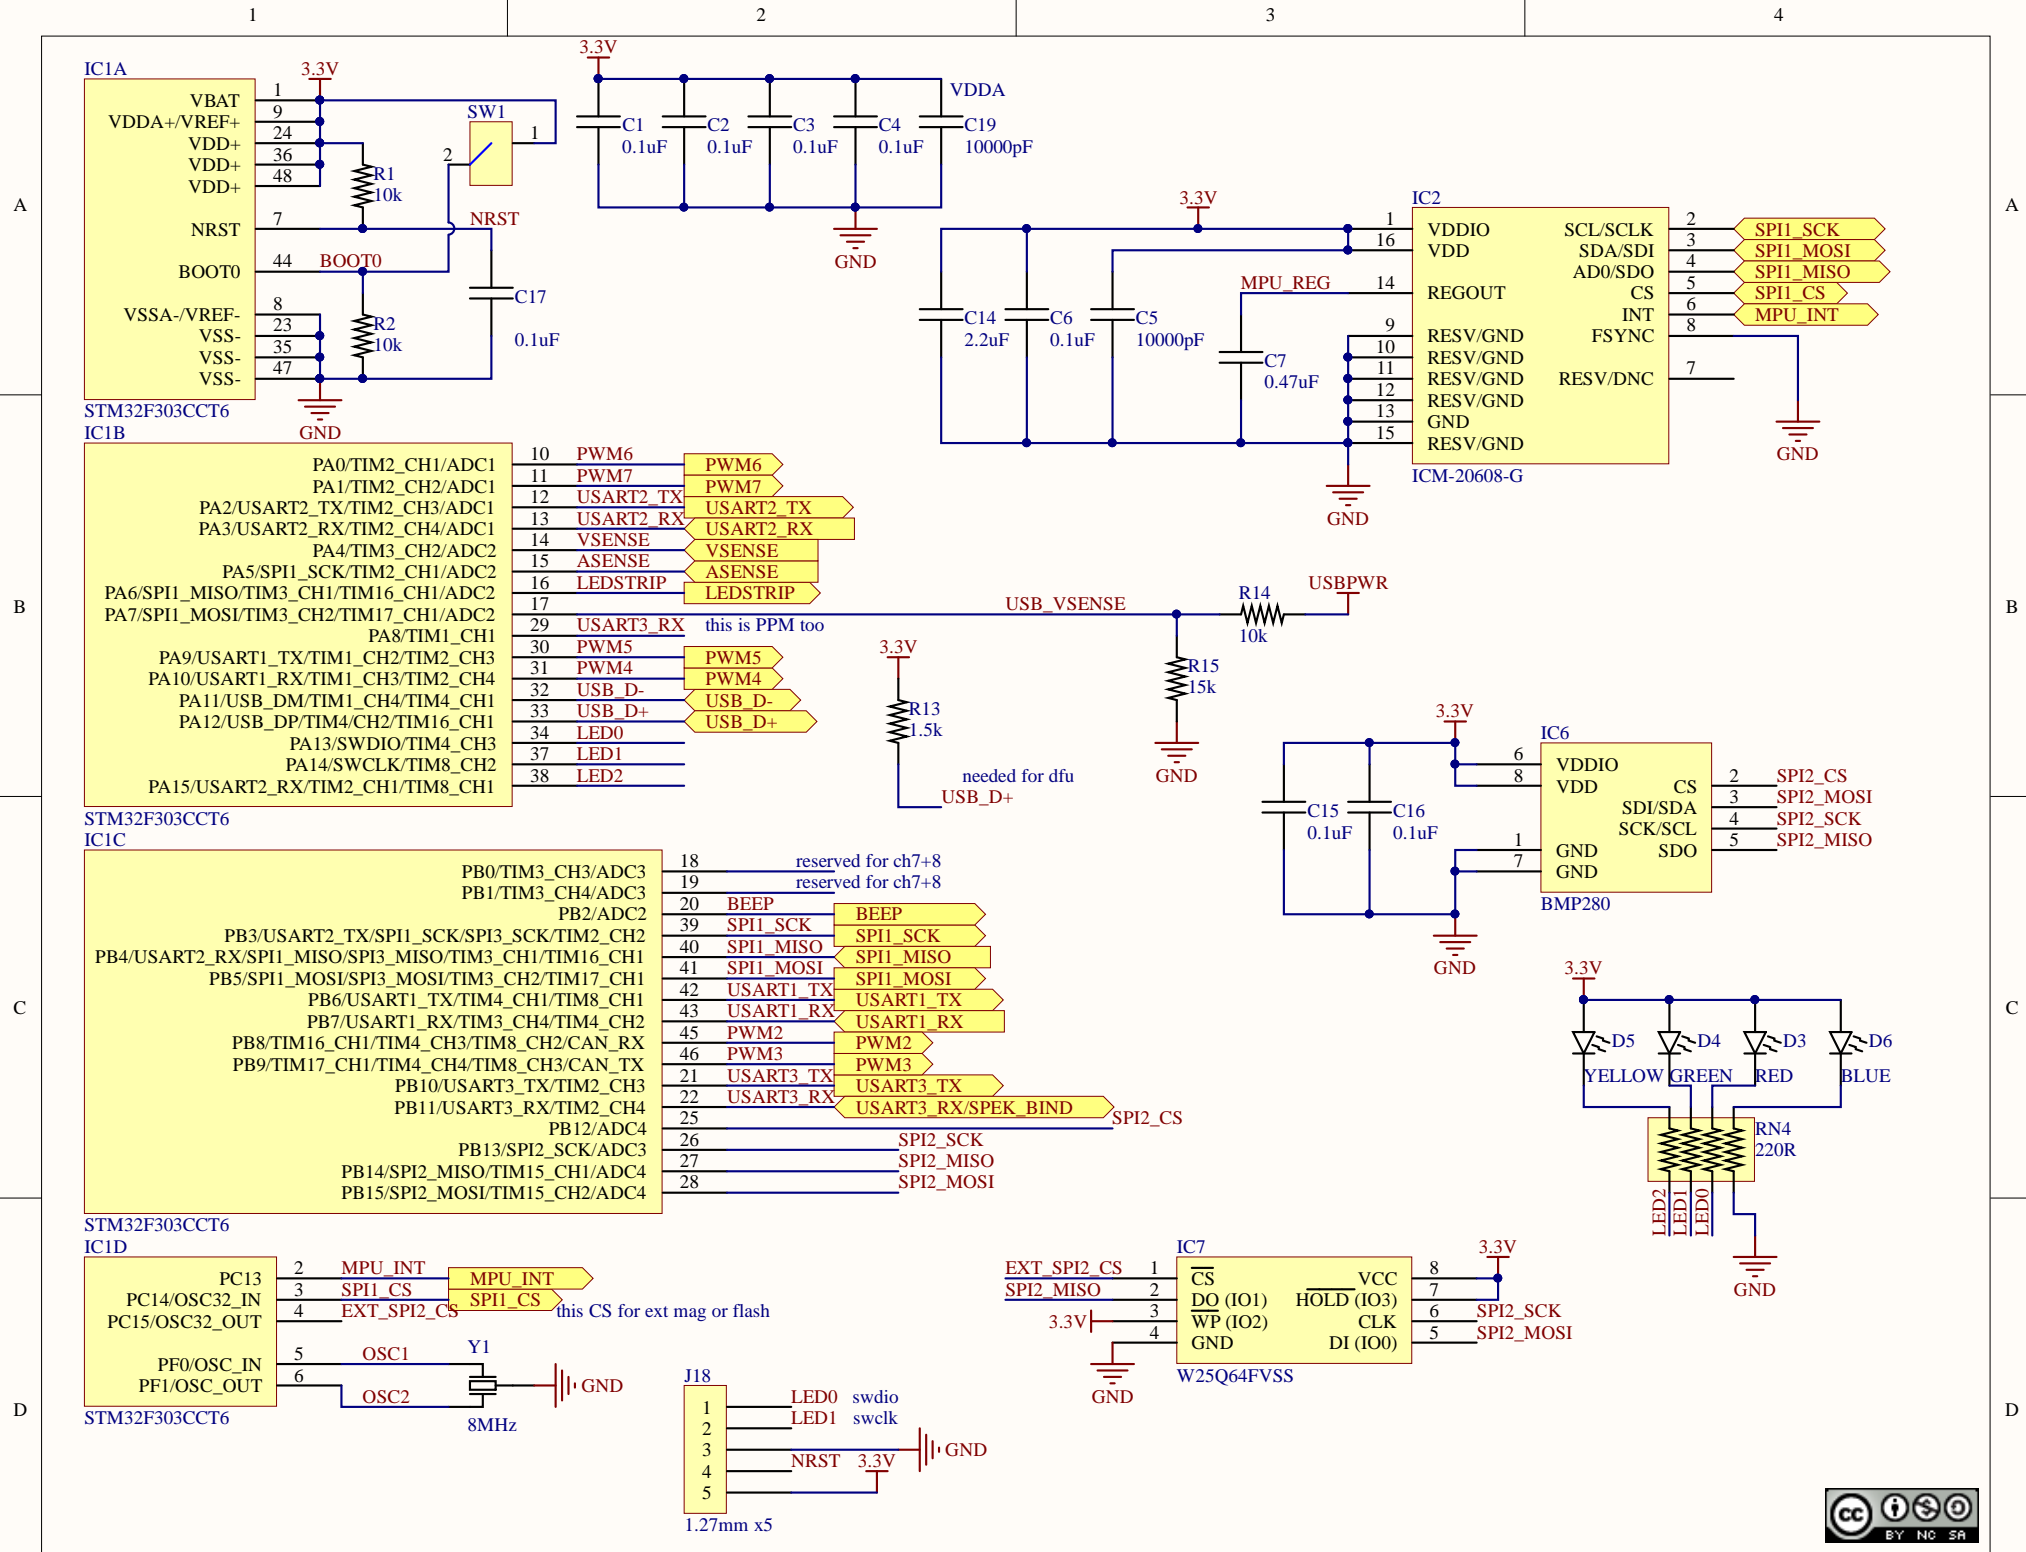 1 2 3 4
A
B
C
D
A
B
C
D
IC1A
3.3V
VBAT 1
VDDA+/VREF+ 9
VDD+ 24
VDD+ 36
VDD+ 48
NRST 7
BOOT0 44
VSSA-/VREF- 8
VSS- 23
VSS- 35
VSS- 47
STM32F303CCT6
R1
10k
NRST
BOOT0
R2
10k
GND
SW1
1
2
C17
0.1uF
3.3V
VDDA
C1
0.1uF
C2
0.1uF
C3
0.1uF
C4
0.1uF
C19
10000pF
GND
3.3V
C14
2.2uF
C6
0.1uF
C5
10000pF
MPU_REG
C7
0.47uF
GND
IC2
1 VDDIO
16 VDD
14 REGOUT
9 RESV/GND
10 RESV/GND
11 RESV/GND
12 RESV/GND
13 GND
15 RESV/GND
SCL/SCLK 2 SPI1_SCK
SDA/SDI 3 SPI1_MOSI
AD0/SDO 4 SPI1_MISO
CS 5 SPI1_CS
INT 6 MPU_INT
FSYNC 8
RESV/DNC 7
ICM-20608-G
GND
IC1B
PA0/TIM2_CH1/ADC1 10 PWM6 PWM6
PA1/TIM2_CH2/ADC1 11 PWM7 PWM7
PA2/USART2_TX/TIM2_CH3/ADC1 12 USART2_TX USART2_TX
PA3/USART2_RX/TIM2_CH4/ADC1 13 USART2_RX USART2_RX
PA4/TIM3_CH2/ADC2 14 VSENSE VSENSE
PA5/SPI1_SCK/TIM2_CH1/ADC2 15 ASENSE ASENSE
PA6/SPI1_MISO/TIM3_CH1/TIM16_CH1/ADC2 16 LEDSTRIP LEDSTRIP
PA7/SPI1_MOSI/TIM3_CH2/TIM17_CH1/ADC2 17 USB_VSENSE
PA8/TIM1_CH1 29 USART3_RX this is PPM too
PA9/USART1_TX/TIM1_CH2/TIM2_CH3 30 PWM5 PWM5
PA10/USART1_RX/TIM1_CH3/TIM2_CH4 31 PWM4 PWM4
PA11/USB_DM/TIM1_CH4/TIM4_CH1 32 USB_D- USB_D-
PA12/USB_DP/TIM4/CH2/TIM16_CH1 33 USB_D+ USB_D+
PA13/SWDIO/TIM4_CH3 34 LED0
PA14/SWCLK/TIM8_CH2 37 LED1
PA15/USART2_RX/TIM2_CH1/TIM8_CH1 38 LED2
STM32F303CCT6
R14
10k
USBPWR
R15
15k
GND
3.3V
R13
1.5k
needed for dfu
USB_D+
3.3V
C15
0.1uF
C16
0.1uF
GND
IC6
6 VDDIO
8 VDD
1 GND
7 GND
CS 2 SPI2_CS
SDI/SDA 3 SPI2_MOSI
SCK/SCL 4 SPI2_SCK
SDO 5 SPI2_MISO
BMP280
IC1C
PB0/TIM3_CH3/ADC3 18 reserved for ch7+8
PB1/TIM3_CH4/ADC3 19 reserved for ch7+8
PB2/ADC2 20 BEEP BEEP
PB3/USART2_TX/SPI1_SCK/SPI3_SCK/TIM2_CH2 39 SPI1_SCK SPI1_SCK
PB4/USART2_RX/SPI1_MISO/SPI3_MISO/TIM3_CH1/TIM16_CH1 40 SPI1_MISO SPI1_MISO
PB5/SPI1_MOSI/SPI3_MOSI/TIM3_CH2/TIM17_CH1 41 SPI1_MOSI SPI1_MOSI
PB6/USART1_TX/TIM4_CH1/TIM8_CH1 42 USART1_TX USART1_TX
PB7/USART1_RX/TIM3_CH4/TIM4_CH2 43 USART1_RX USART1_RX
PB8/TIM16_CH1/TIM4_CH3/TIM8_CH2/CAN_RX 45 PWM2 PWM2
PB9/TIM17_CH1/TIM4_CH4/TIM8_CH3/CAN_TX 46 PWM3 PWM3
PB10/USART3_TX/TIM2_CH3 21 USART3_TX USART3_TX
PB11/USART3_RX/TIM2_CH4 22 USART3_RX USART3_RX/SPEK_BIND
PB12/ADC4 25 SPI2_CS
PB13/SPI2_SCK/ADC3 26 SPI2_SCK
PB14/SPI2_MISO/TIM15_CH1/ADC4 27 SPI2_MISO
PB15/SPI2_MOSI/TIM15_CH2/ADC4 28 SPI2_MOSI
STM32F303CCT6
3.3V
D5 D4 D3 D6
YELLOW GREEN RED BLUE
RN4
220R
LED2 LED1 LED0
GND
IC1D
PC13 2 MPU_INT MPU_INT
PC14/OSC32_IN 3 SPI1_CS SPI1_CS
PC15/OSC32_OUT 4 EXT_SPI2_CS this CS for ext mag or flash
PF0/OSC_IN 5 OSC1
PF1/OSC_OUT 6 OSC2
STM32F303CCT6
Y1
8MHz
GND
J18
1 LED0 swdio
2 LED1 swclk
3 GND
4 NRST 3.3V
5
1.27mm x5
IC7
EXT_SPI2_CS 1 CS
SPI2_MISO 2 DO (IO1)
3.3V 3 WP (IO2)
4 GND
GND
VCC 8
HOLD (IO3) 7
CLK 6 SPI2_SCK
DI (IO0) 5 SPI2_MOSI
3.3V
W25Q64FVSS
cc
BY NC SA